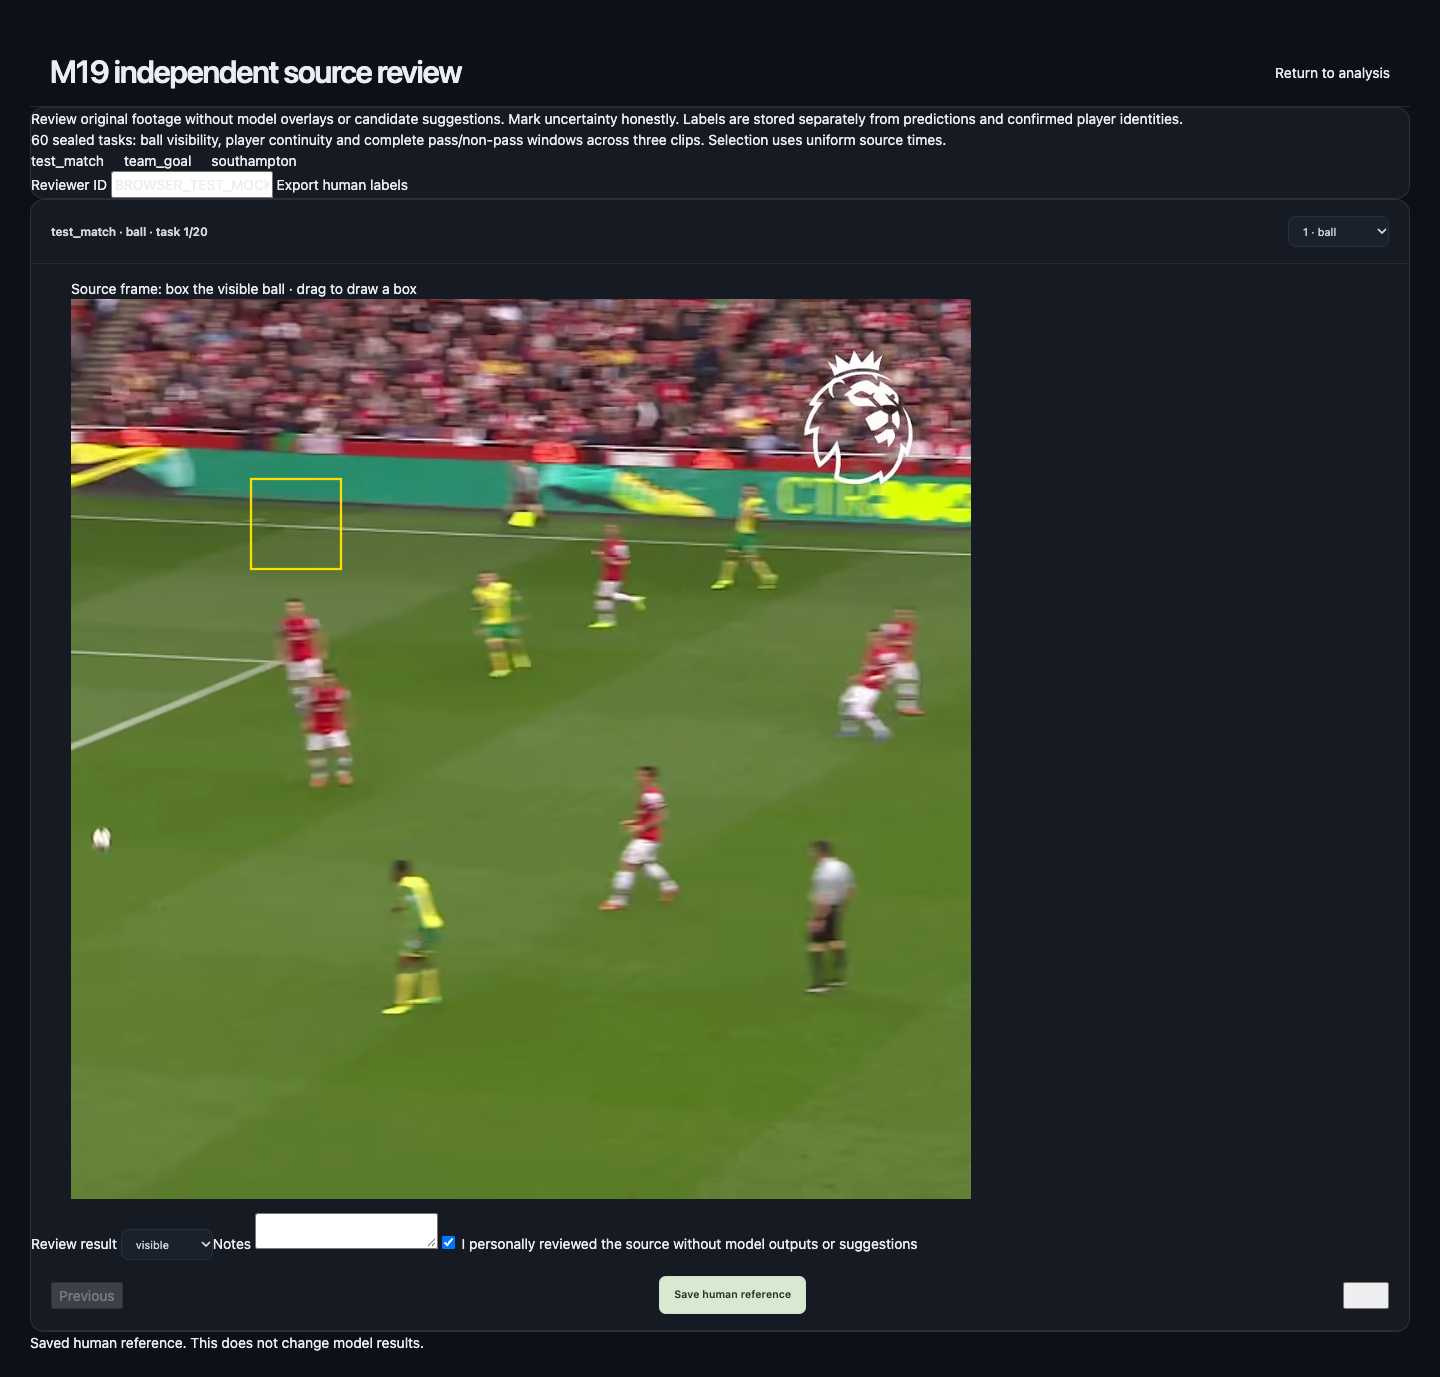 M19 independent source review
Return to analysis
Review original footage without model overlays or candidate suggestions. Mark uncertainty honestly. Labels are stored separately from predictions and confirmed player identities.
60 sealed tasks: ball visibility, player continuity and complete pass/non-pass windows across three clips. Selection uses uniform source times.
test_match team_goal southampton
Reviewer ID BROWSER_TEST_MOC Export human labels
test_match · ball · task 1/20
1 · ball
Source frame: box the visible ball · drag to draw a box
Review result visible Notes I personally reviewed the source without model outputs or suggestions
Previous
Save human reference
Saved human reference. This does not change model results.